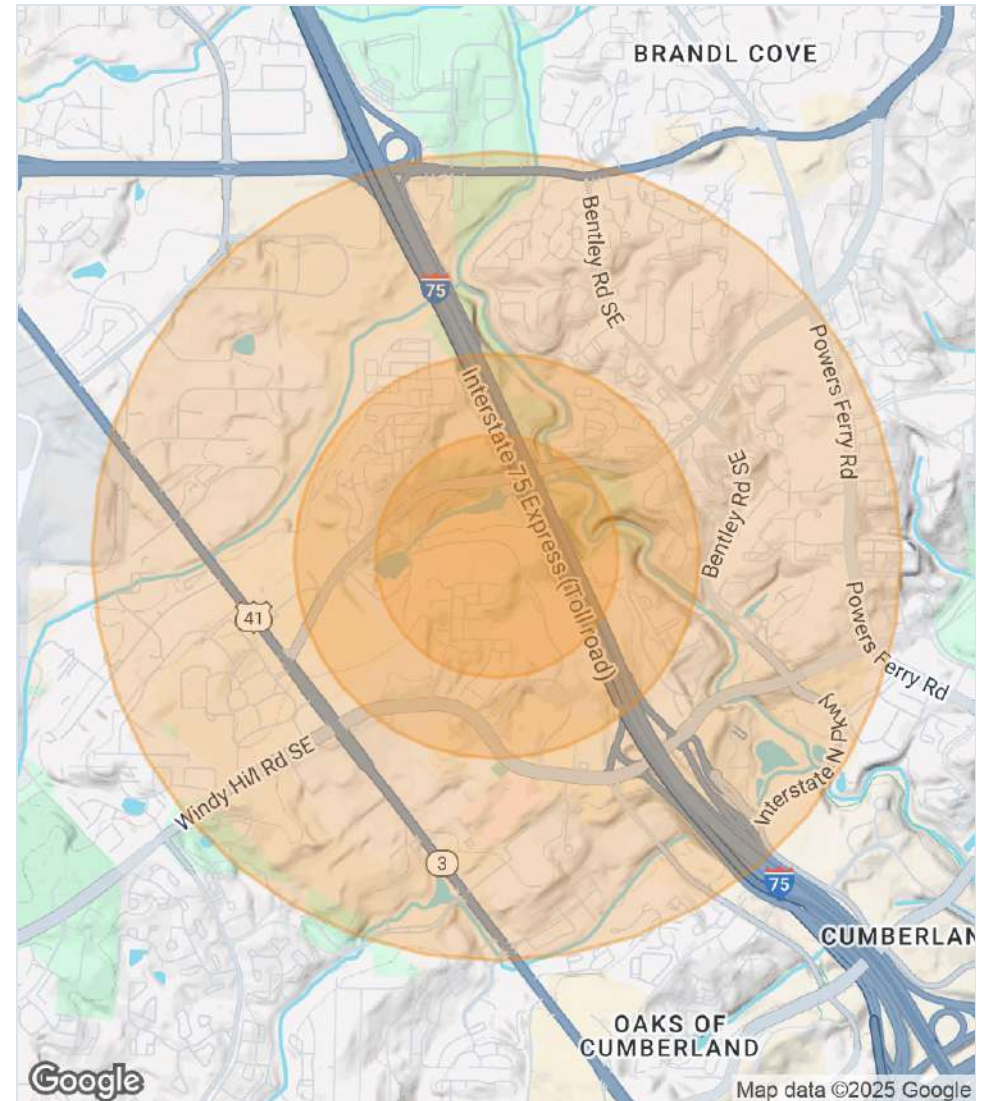 BRANDL COVE
Bentley Rd SE
75
Interstate 75 Express (Toll road)
Powers Ferry Rd
Bentley Rd SE
41
Powers Ferry Rd
N Pkwy
Interstate N
Windy Hill Rd SE
3
75
CUMBERLAN
OAKS OF
CUMBERLAND
Google
Map data ©2025 Google